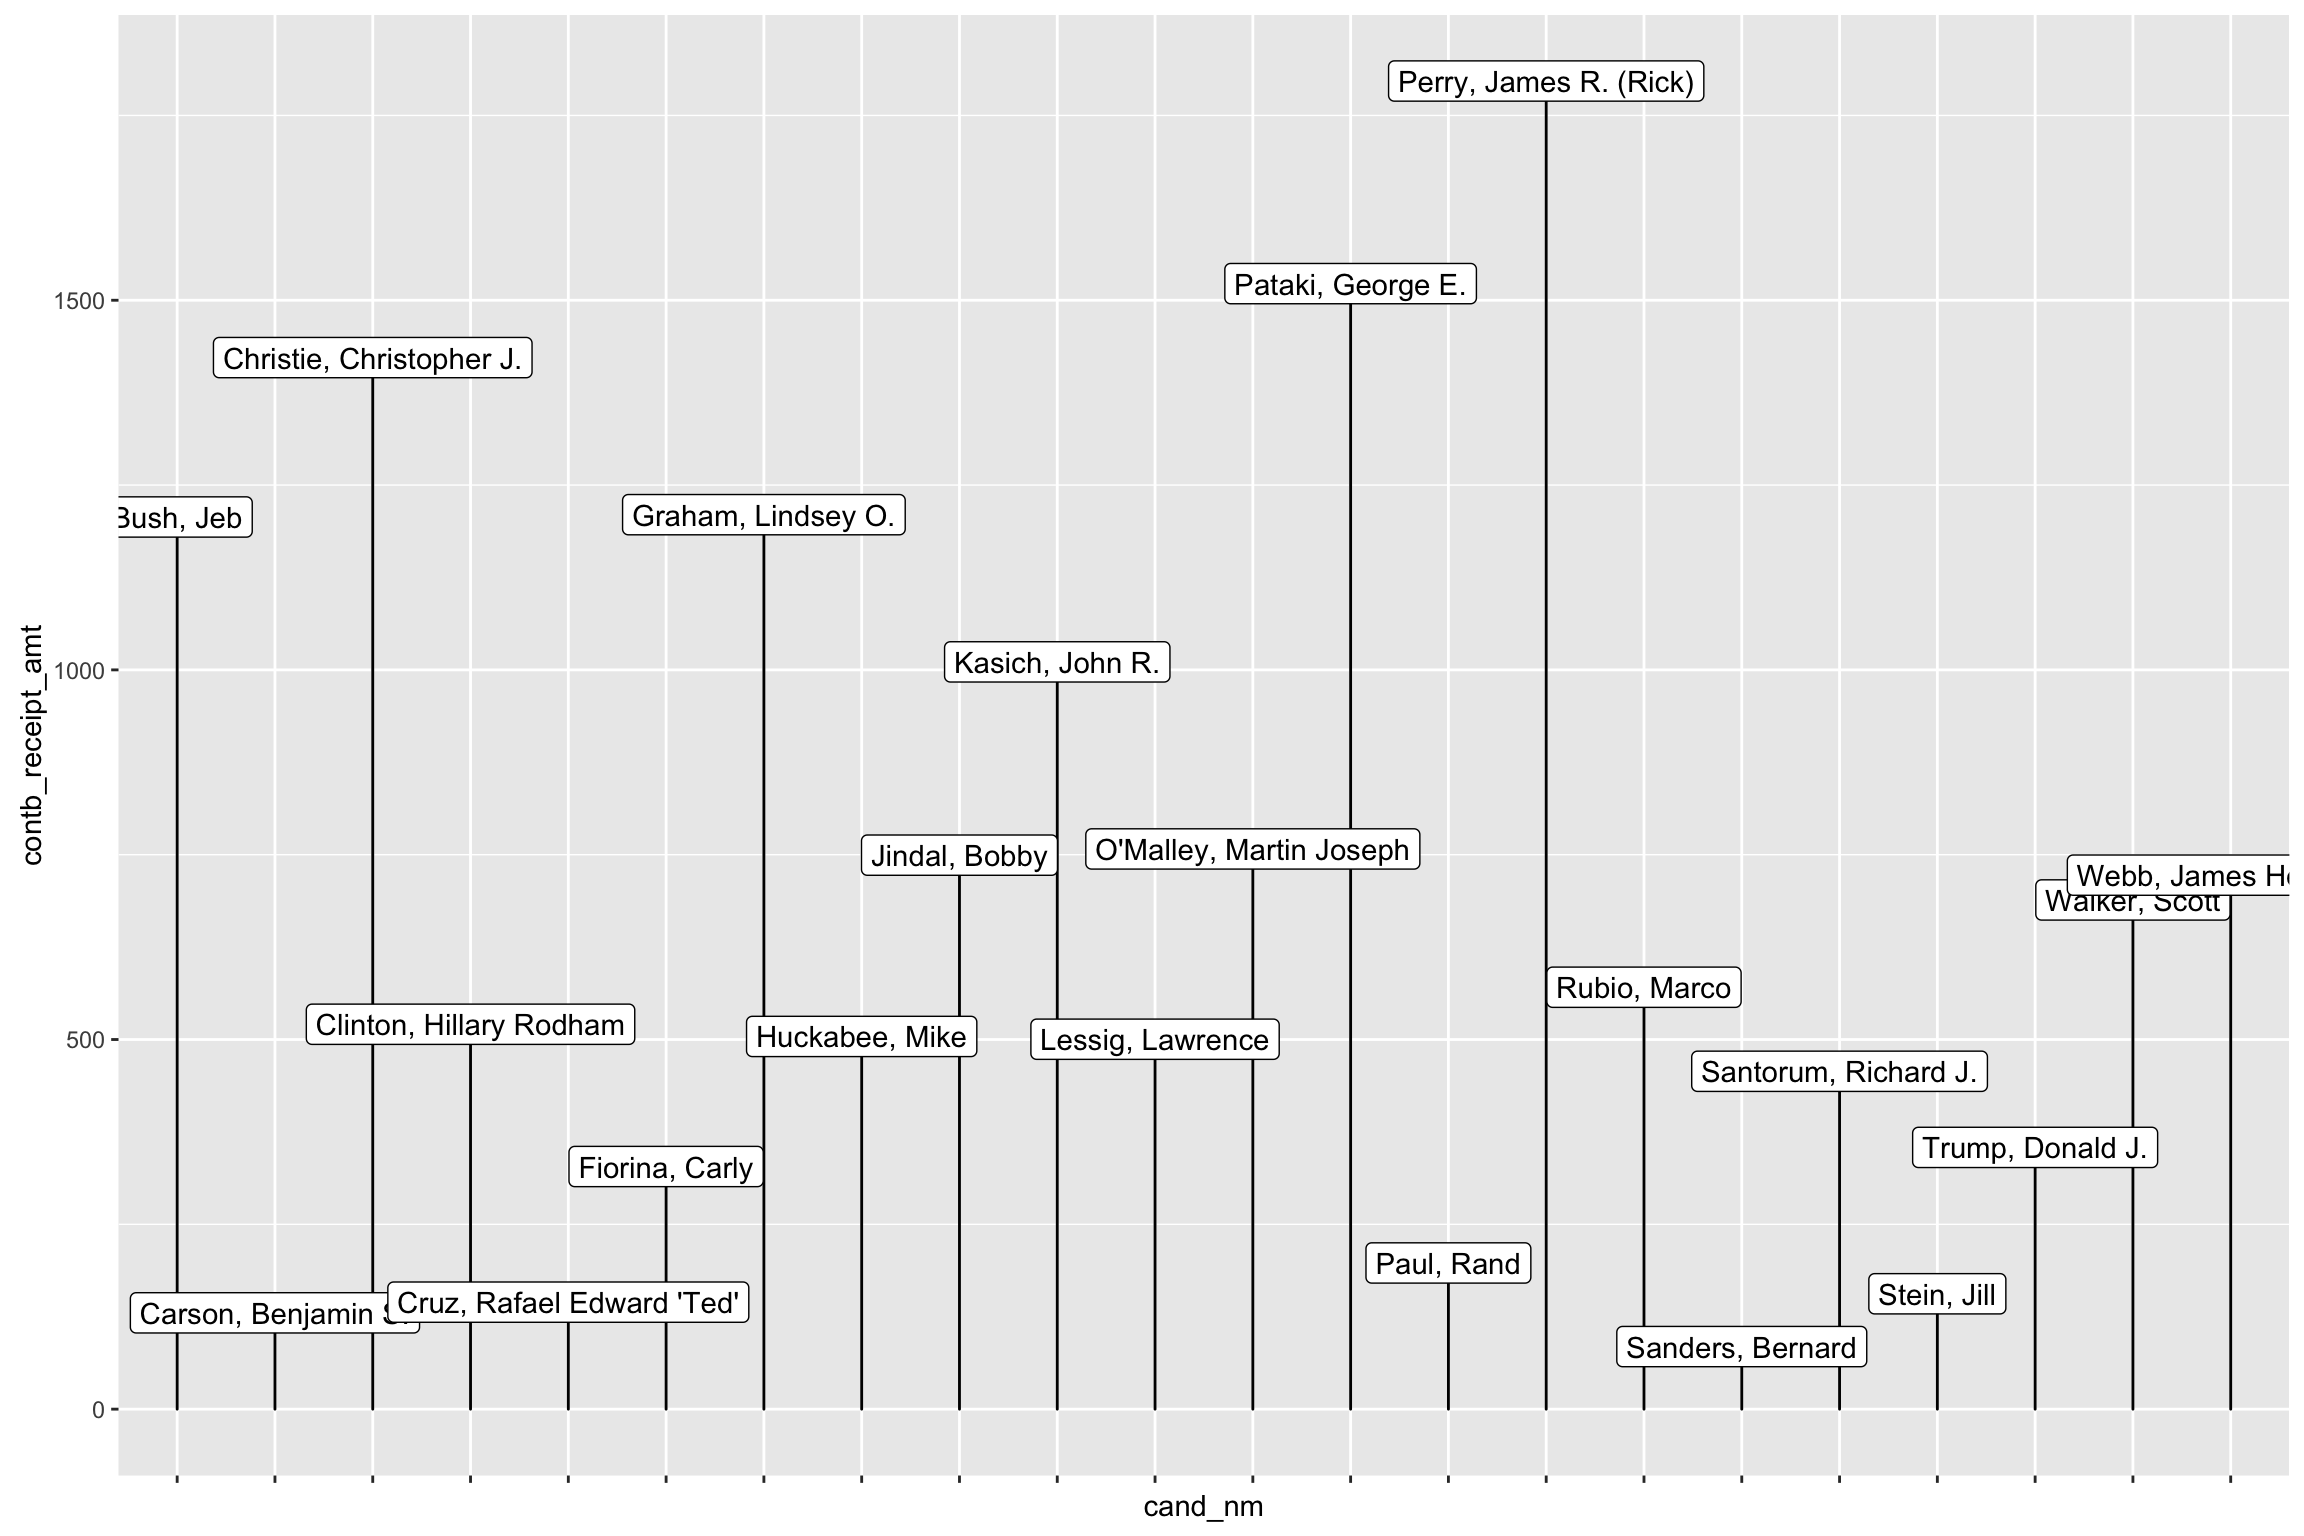 Perry, James R. (Rick)
Pataki, George E.
1500
Christie, Christopher J.
Bush, Jeb
Graham, Lindsey O.
contb_receipt_amt
1000
Kasich, John R.
Jindal, Bobby
O'Malley, Martin Joseph
Webb, James
Walker, Scott
Rubio, Marco
Clinton, Hillary Rodham
Huckabee, Mike
Lessig, Lawrence
500
Santorum, Richard J.
Fiorina, Carly
Trump, Donald J.
Paul, Rand
Carson, Benjamin
Cruz, Rafael Edward 'Ted'
Stein, Jill
Sanders, Bernard
0
cand_nm